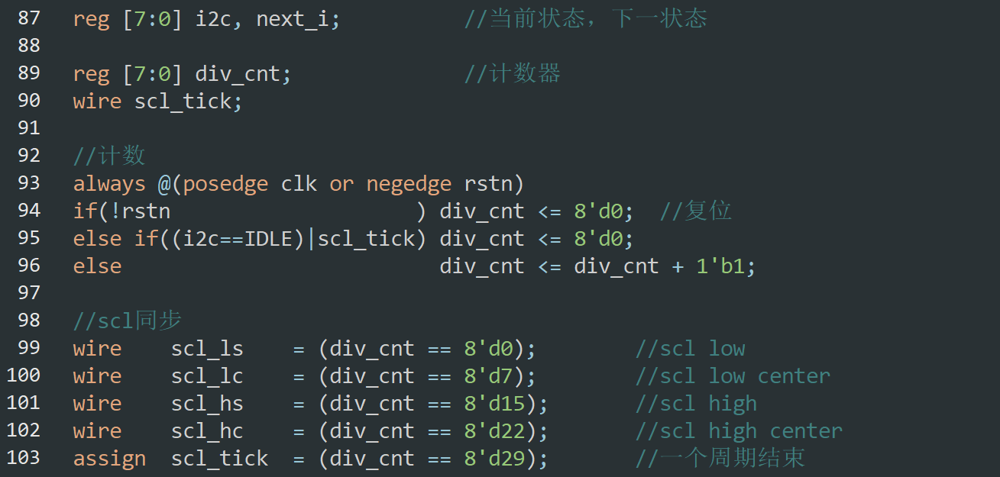 87 reg [7:0] i2c, next_i; //当前状态，下一状态
88
89 reg [7:0] div_cnt; //计数器
90 wire scl_tick;
91
92 //计数
93 always @(posedge clk or negedge rstn)
94 if(!rstn ) div_cnt <= 8'd0; //复位
95 else if((i2c==IDLE)|scl_tick) div_cnt <= 8'd0;
96 else div_cnt <= div_cnt + 1'b1;
97
98 //scl同步
99 wire scl_ls = (div_cnt == 8'd0); //scl low
100 wire scl_lc = (div_cnt == 8'd7); //scl low center
101 wire scl_hs = (div_cnt == 8'd15); //scl high
102 wire scl_hc = (div_cnt == 8'd22); //scl high center
103 assign scl_tick = (div_cnt == 8'd29); //一个周期结束